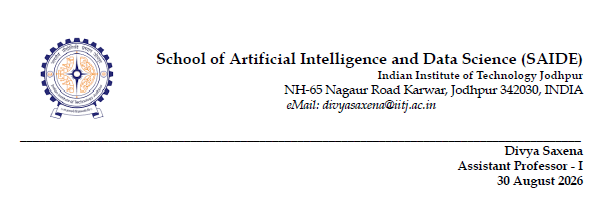 School of Artificial Intelligence and Data Science (SAIDE)
Indian Institute of Technology Jodhpur
NH-65 Nagaur Road Karwar, Jodhpur 342030, INDIA
eMail: divyasaxena@iitj.ac.in
Divya Saxena
Assistant Professor - I
30 August 2026